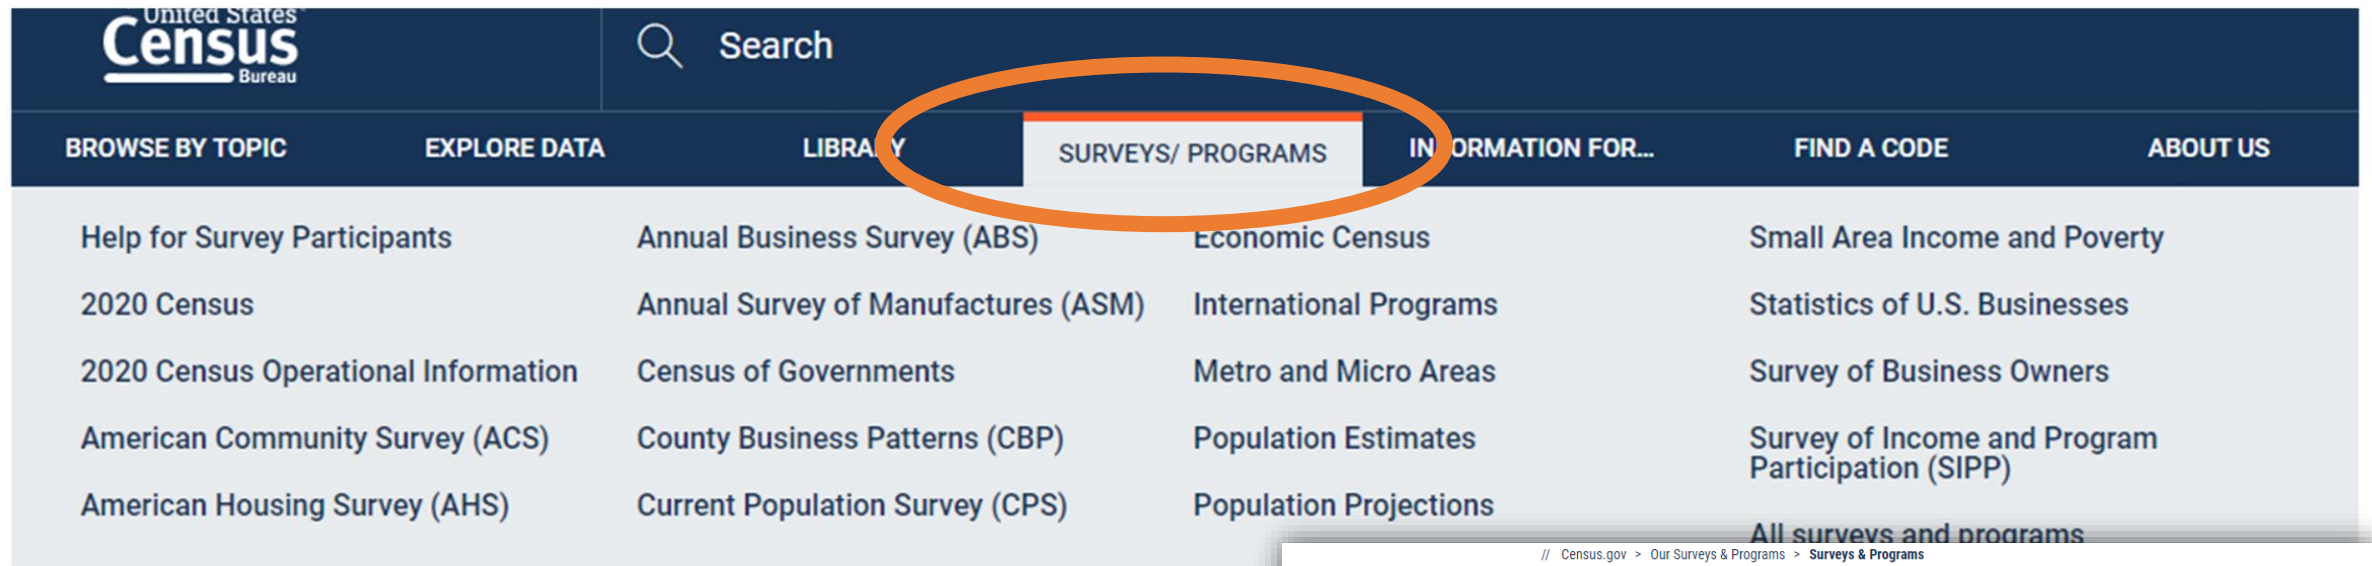 United States
Census
Bureau
Search
BROWSE BY TOPIC EXPLORE DATA LIBRARY SURVEYS/ PROGRAMS INFORMATION FOR... FIND A CODE ABOUT US
Help for Survey Participants
2020 Census
2020 Census Operational Information
American Community Survey (ACS)
American Housing Survey (AHS)
Annual Business Survey (ABS)
Annual Survey of Manufactures (ASM)
Census of Governments
County Business Patterns (CBP)
Current Population Survey (CPS)
Economic Census
International Programs
Metro and Micro Areas
Population Estimates
Population Projections
Small Area Income and Poverty
Statistics of U.S. Businesses
Survey of Business Owners
Survey of Income and Program
Participation (SIPP)
All surveys and programs
// Census.gov > Our Surveys & Programs > Surveys & Programs